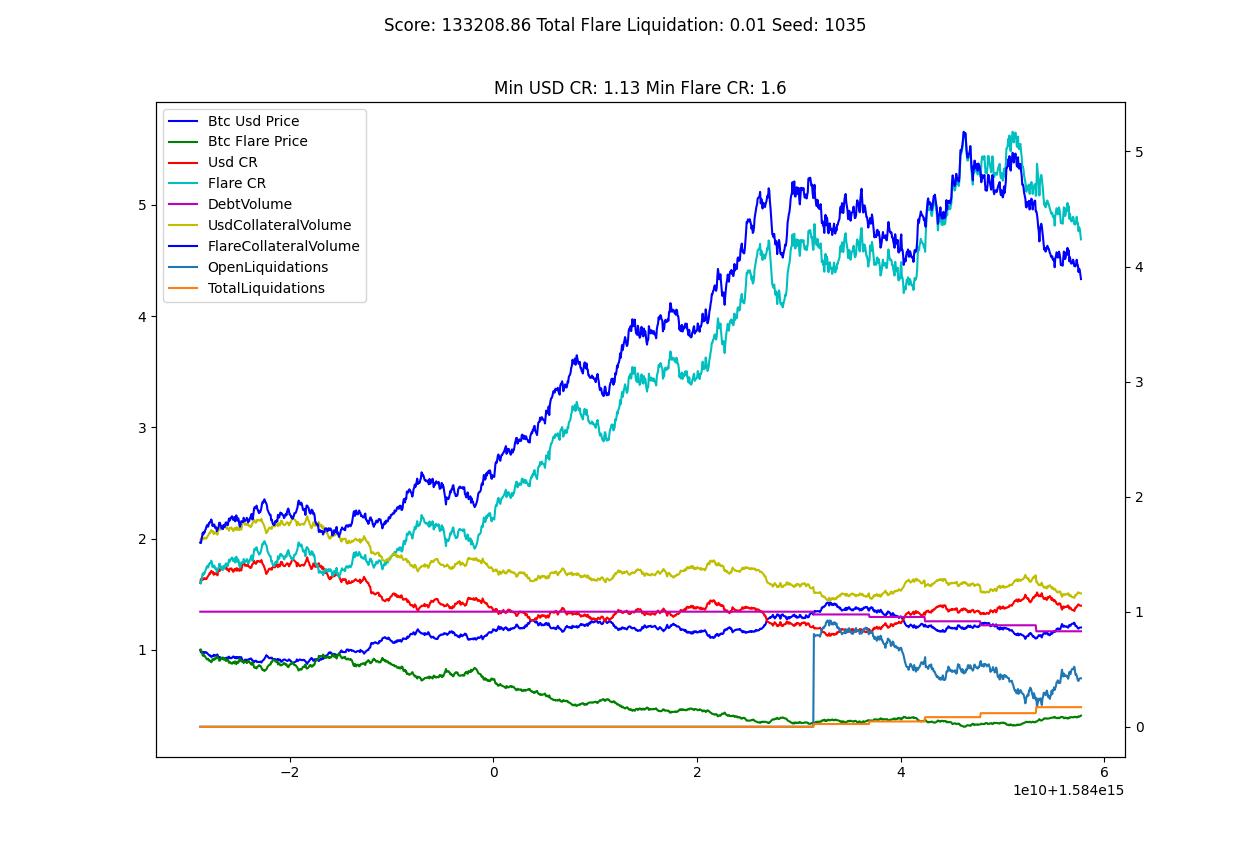 Score: 133208.86 Total Flare Liquidation: 0.01 Seed: 1035
Min USD CR: 1.13 Min Flare CR: 1.6
Btc Usd Price
Btc Flare Price
Usd CR
Flare CR
DebtVolume
UsdCollateralVolume
FlareCollateralVolume
OpenLiquidations
TotalLiquidations
5
4
3
2
1
5
4
3
2
1
0
−2
0
2
4
6
1e10+1.584e15